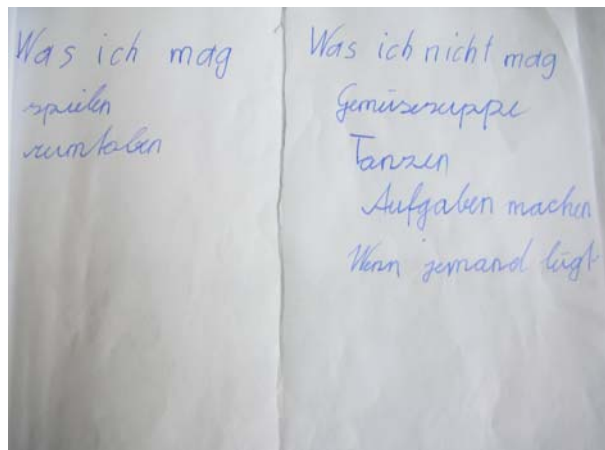 Was ich mag
spielen
rumtoben
Was ich nicht mag
Gemüsesuppe
Tanzen
Aufgaben machen
Wenn jemand lügt